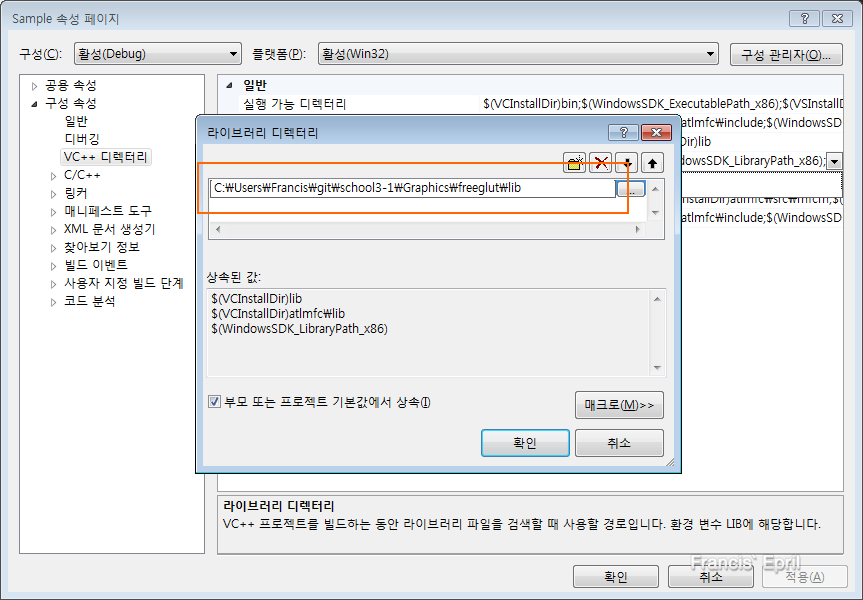 Sample 속성 페이지
구성(C): 활성(Debug) 플랫폼(P): 활성(Win32) 구성 관리자(O)...
공용 속성
구성 속성
일반
디버깅
VC++ 디렉터리
C/C++
링커
매니페스트 도구
XML 문서 생성기
찾아보기 정보
빌드 이벤트
사용자 지정 빌드 단계
코드 분석
일반
실행 가능 디렉터리 $(VCInstallDir)bin;$(WindowsSDK_ExecutablePath_x86);$(VSInstallD
atlmfc₩include;$(WindowsSD
Dir)lib
dowsSDK_LibraryPath_x86);
atlmfc₩include;$(WindowsSD
라이브러리 디렉터리
C:₩Users₩Francis₩git₩school3-1₩Graphics₩freeglut₩lib
...
상속된 값:
$(VCInstallDir)lib
$(VCInstallDir)atlmfc₩lib
$(WindowsSDK_LibraryPath_x86)
부모 또는 프로젝트 기본값에서 상속(I)
매크로(M)>>
확인 취소
라이브러리 디렉터리
VC++ 프로젝트를 빌드하는 동안 라이브러리 파일을 검색할 때 사용할 경로입니다. 환경 변수 LIB에 해당합니다.
Francis` Epril
확인 취소 적용(A)